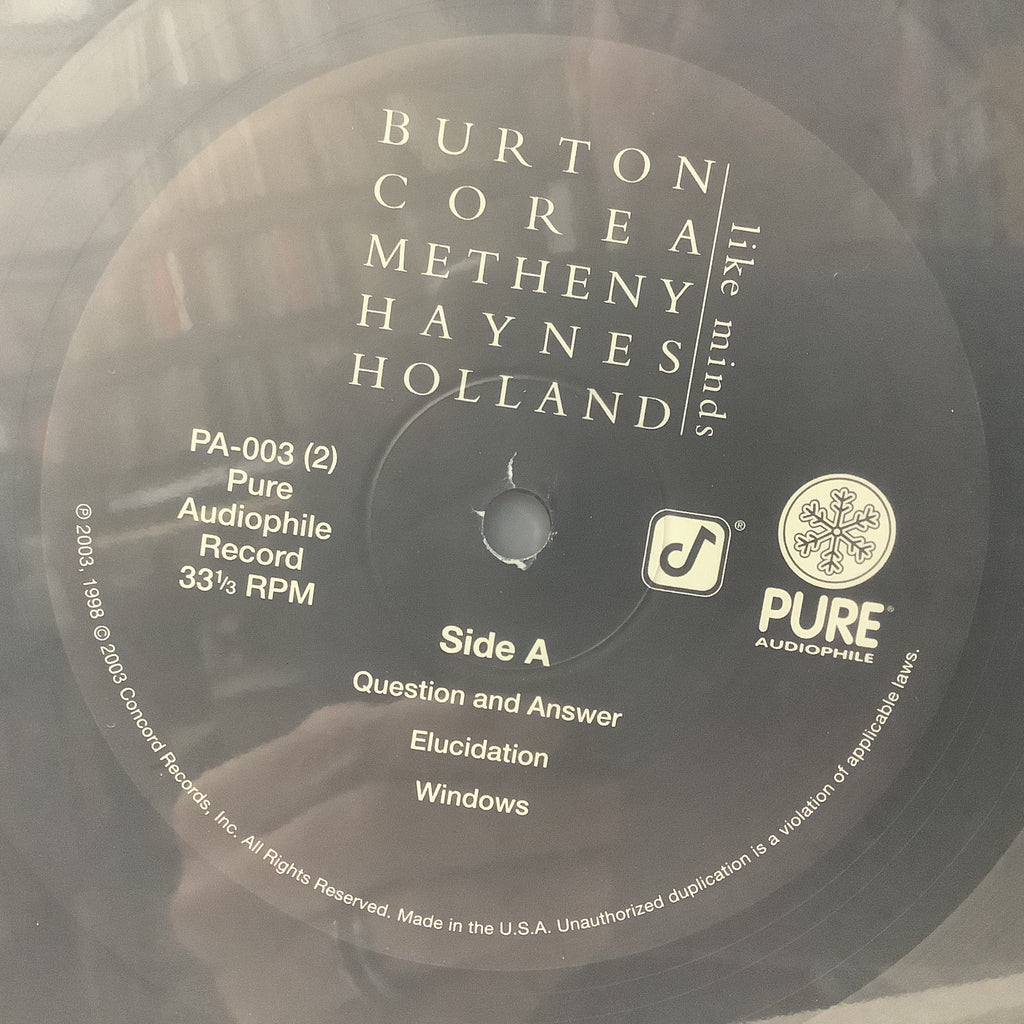 BURTON
COREA
METHENY
HAYNES
HOLLAND
like minds
PA-003 (2)
Pure
Audiophile
Record
33⅓ RPM
®
PURE®
AUDIOPHILE
Side A
Question and Answer
Elucidation
Windows
℗ 2003, 1998 © 2003 Concord Records, Inc. All Rights Reserved. Made in the U.S.A. Unauthorized duplication is a violation of applicable laws.